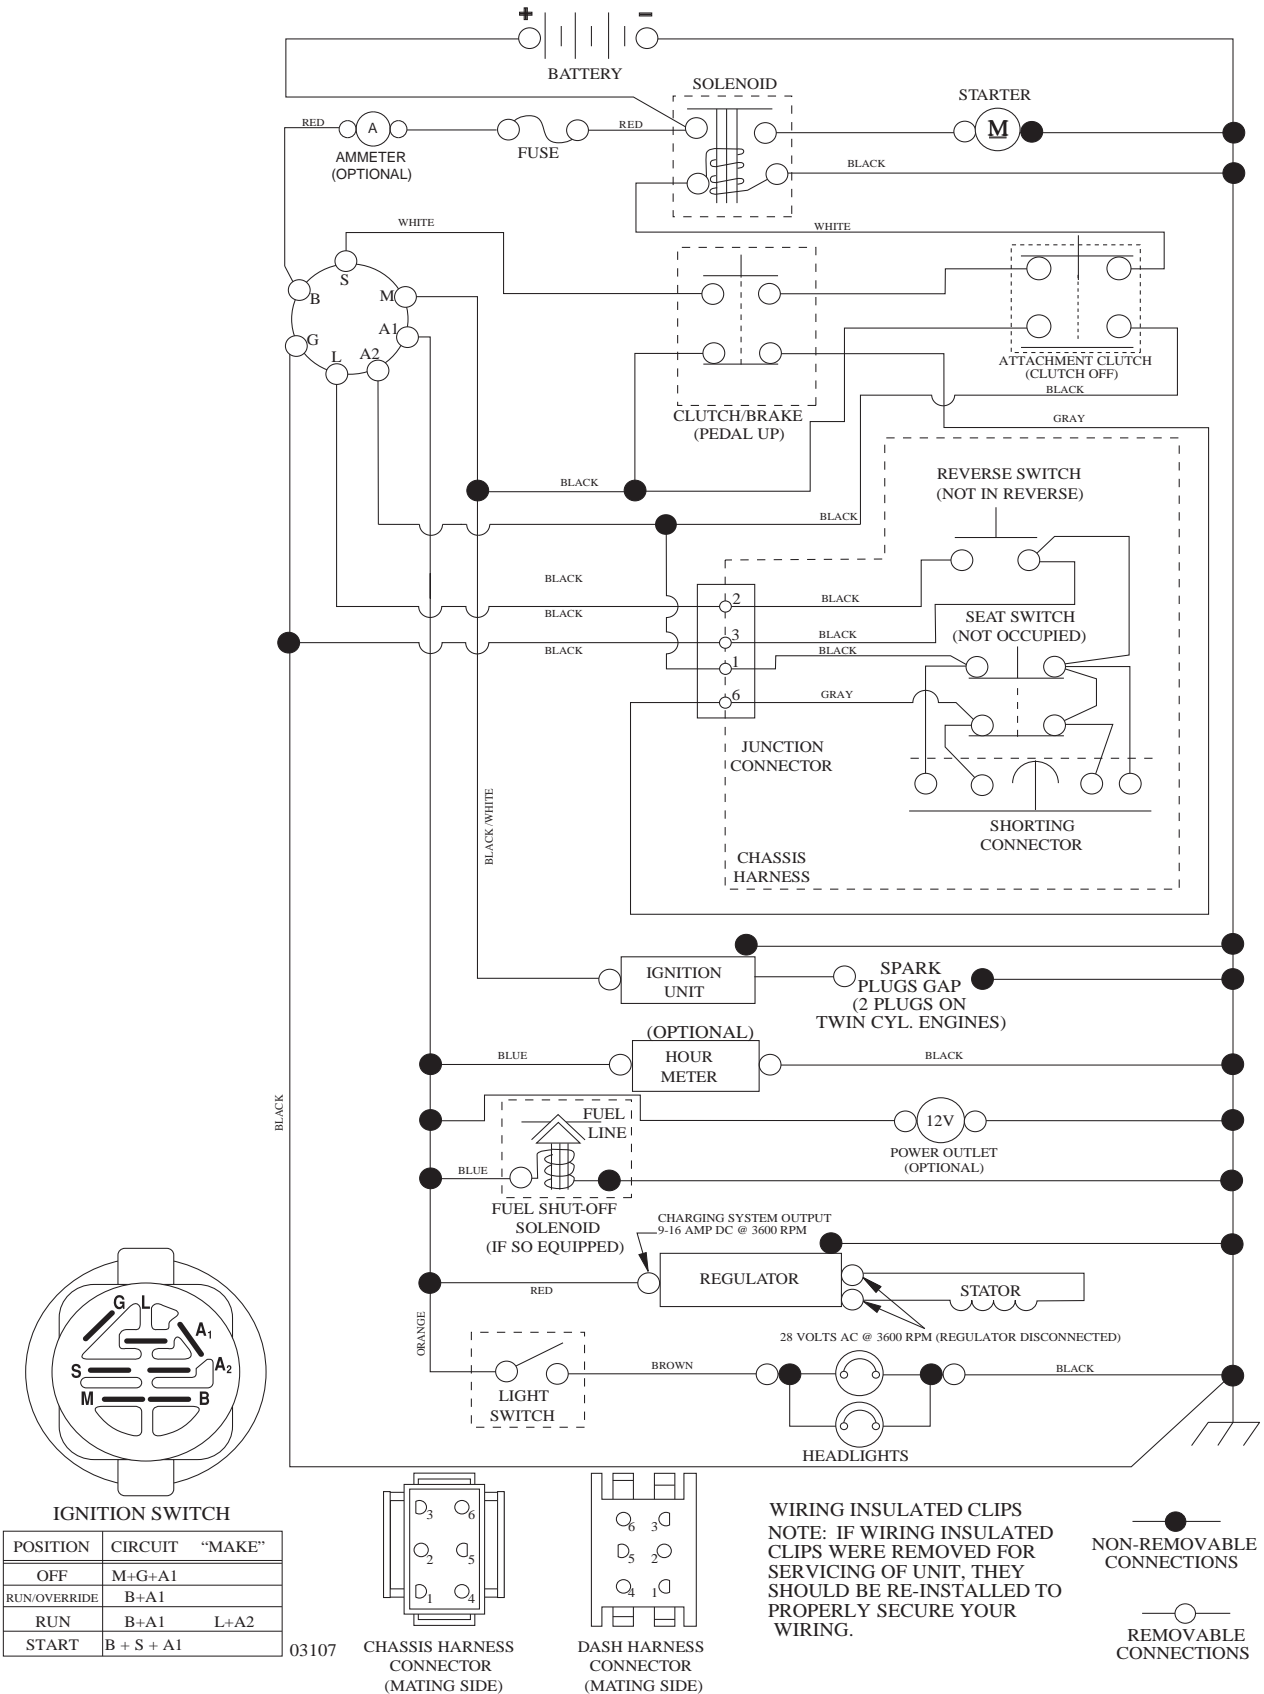 + −
BATTERY
SOLENOID
STARTER
RED
A
RED
M
FUSE
AMMETER
(OPTIONAL)
BLACK
WHITE
WHITE
S
B
M
A1
G
L
A2
ATTACHMENT CLUTCH
(CLUTCH OFF)
BLACK
CLUTCH/BRAKE
(PEDAL UP)
GRAY
REVERSE SWITCH
(NOT IN REVERSE)
BLACK
BLACK
BLACK
2
BLACK
BLACK
SEAT SWITCH
(NOT OCCUPIED)
3
BLACK
BLACK
BLACK
1
6
GRAY
JUNCTION
CONNECTOR
BLACK/WHITE
SHORTING
CONNECTOR
CHASSIS
HARNESS
IGNITION
UNIT
SPARK
PLUGS GAP
(2 PLUGS ON
TWIN CYL. ENGINES)
(OPTIONAL)
HOUR
METER
BLUE
BLACK
BLACK
FUEL
LINE
12V
POWER OUTLET
(OPTIONAL)
BLUE
FUEL SHUT-OFF
SOLENOID
(IF SO EQUIPPED)
CHARGING SYSTEM OUTPUT
9-16 AMP DC @ 3600 RPM
REGULATOR
RED
STATOR
28 VOLTS AC @ 3600 RPM (REGULATOR DISCONNECTED)
ORANGE
LIGHT
SWITCH
BROWN
BLACK
HEADLIGHTS
G L
A1
S
A2
M B
IGNITION SWITCH
POSITION CIRCUIT “MAKE”
OFF M+G+A1
RUN/OVERRIDE B+A1
RUN B+A1 L+A2
START B + S + A1
03107
3 6
2 5
1 4
CHASSIS HARNESS
CONNECTOR
(MATING SIDE)
6 3
5 2
4 1
DASH HARNESS
CONNECTOR
(MATING SIDE)
WIRING INSULATED CLIPS
NOTE: IF WIRING INSULATED
CLIPS WERE REMOVED FOR
SERVICING OF UNIT, THEY
SHOULD BE RE-INSTALLED TO
PROPERLY SECURE YOUR
WIRING.
NON-REMOVABLE
CONNECTIONS
REMOVABLE
CONNECTIONS